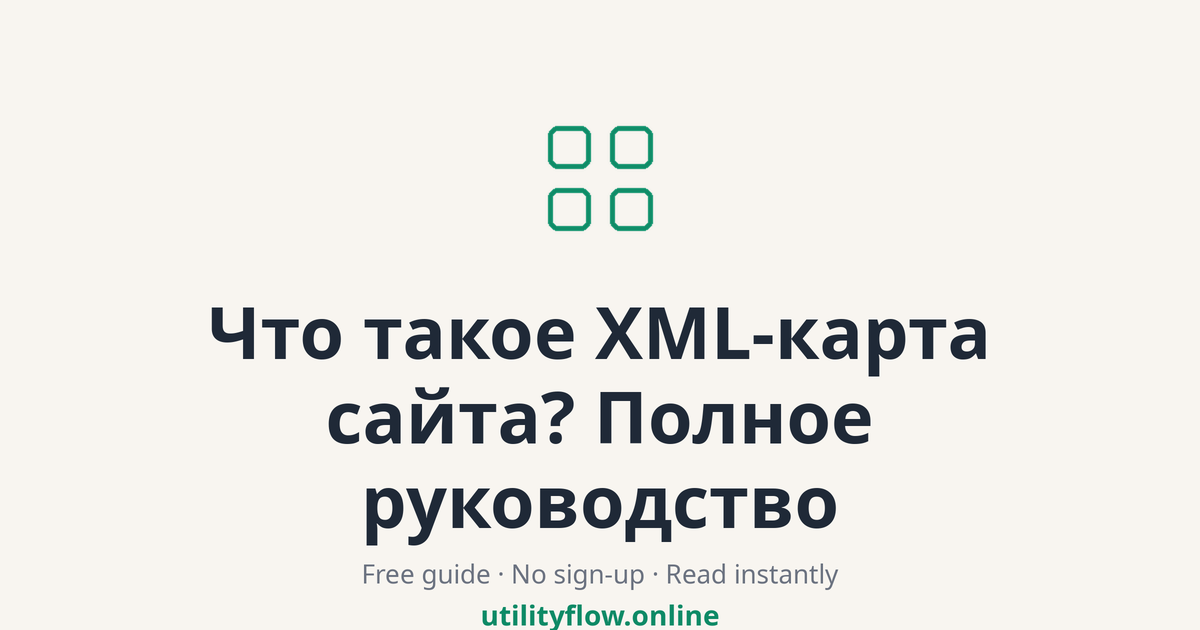 Что такое XML-карта
сайта? Полное
руководство
Free guide · No sign-up · Read instantly
utilityflow.online